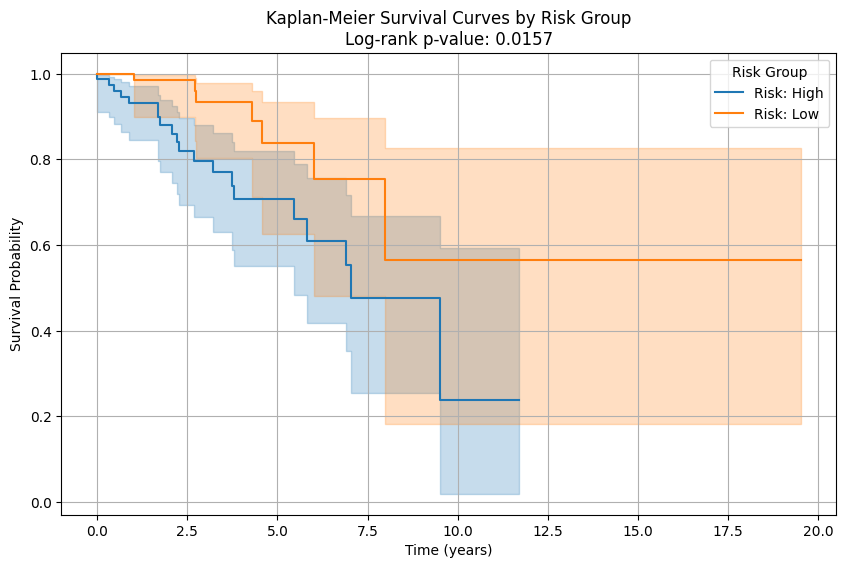 Kaplan-Meier Survival Curves by Risk Group
Log-rank p-value: 0.0157
Risk Group
Risk: High
Risk: Low
Survival Probability
1.0
0.8
0.6
0.4
0.2
0.0
0.0 2.5 5.0 7.5 10.0 12.5 15.0 17.5 20.0
Time (years)